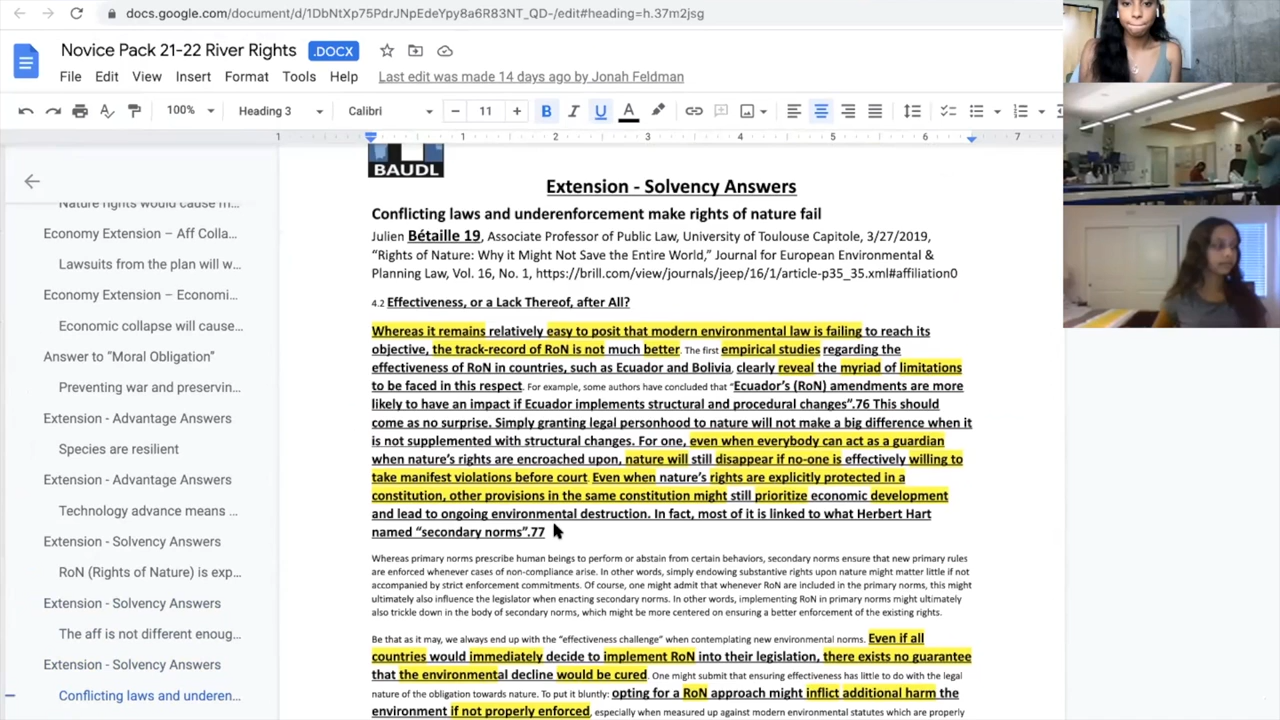 docs.google.com/document/d/1DbNtXp75PdrJNpEdeYpy8a6R83NT_QD-/edit#heading=h.37m2jsg
Novice Pack 21-22 River Rights .DOCX
File Edit View Insert Format Tools Help Last edit was made 14 days ago by Jonah Feldman
100% Heading 3 Calibri 11 B I U A
1 1 2 3 4 5 6 7
Nature rights would cause m...
Economy Extension – Aff Colla...
Lawsuits from the plan will w...
Economy Extension – Economi...
Economic collapse will cause...
Answer to “Moral Obligation”
Preventing war and preservin...
Extension - Advantage Answers
Species are resilient
Extension - Advantage Answers
Technology advance means ...
Extension - Solvency Answers
RoN (Rights of Nature) is exp...
Extension - Solvency Answers
The aff is not different enoug...
Extension - Solvency Answers
Conflicting laws and underen...
BAUDL
Extension - Solvency Answers
Conflicting laws and underenforcement make rights of nature fail
Julien Bétaille 19, Associate Professor of Public Law, University of Toulouse Capitole, 3/27/2019,
“Rights of Nature: Why it Might Not Save the Entire World,” Journal for European Environmental &
Planning Law, Vol. 16, No. 1, https://brill.com/view/journals/jeep/16/1/article-p35_35.xml#affiliation0
4.2 Effectiveness, or a Lack Thereof, after All?
Whereas it remains relatively easy to posit that modern environmental law is failing to reach its
objective, the track-record of RoN is not much better. The first empirical studies regarding the
effectiveness of RoN in countries, such as Ecuador and Bolivia, clearly reveal the myriad of limitations
to be faced in this respect. For example, some authors have concluded that “Ecuador’s (RoN) amendments are more
likely to have an impact if Ecuador implements structural and procedural changes”.76 This should
come as no surprise. Simply granting legal personhood to nature will not make a big difference when it
is not supplemented with structural changes. For one, even when everybody can act as a guardian
when nature’s rights are encroached upon, nature will still disappear if no-one is effectively willing to
take manifest violations before court. Even when nature’s rights are explicitly protected in a
constitution, other provisions in the same constitution might still prioritize economic development
and lead to ongoing environmental destruction. In fact, most of it is linked to what Herbert Hart
named “secondary norms”.77
Whereas primary norms prescribe human beings to perform or abstain from certain behaviors, secondary norms ensure that new primary rules
are enforced whenever cases of non-compliance arise. In other words, simply endowing substantive rights upon nature might matter little if not
accompanied by strict enforcement commitments. Of course, one might admit that whenever RoN are included in the primary norms, this might
ultimately also influence the legislator when enacting secondary norms. In other words, implementing RoN in primary norms might ultimately
also trickle down in the body of secondary norms, which might be more centered on ensuring a better enforcement of the existing rights.
Be that as it may, we always end up with the “effectiveness challenge” when contemplating new environmental norms. Even if all
countries would immediately decide to implement RoN into their legislation, there exists no guarantee
that the environmental decline would be cured. One might submit that ensuring effectiveness has little to do with the legal
nature of the obligation towards nature. To put it bluntly: opting for a RoN approach might inflict additional harm the
environment if not properly enforced, especially when measured up against modern environmental statutes which are properly